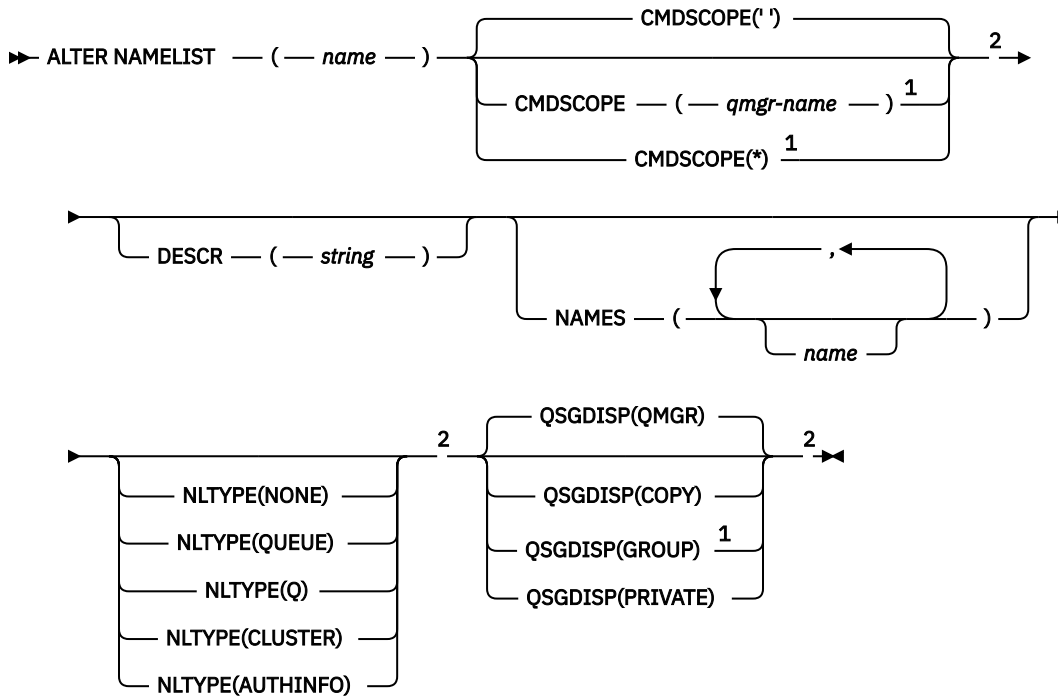 CMDSCOPE(' ')
ALTER NAMELIST ( name ) 2
CMDSCOPE ( qmgr-name ) 1
CMDSCOPE(*) 1
DESCR ( string )
,
NAMES ( )
name
QSGDISP(QMGR)
2 2
NLTYPE(NONE) QSGDISP(COPY)
NLTYPE(QUEUE) QSGDISP(GROUP) 1
NLTYPE(Q) QSGDISP(PRIVATE)
NLTYPE(CLUSTER)
NLTYPE(AUTHINFO)